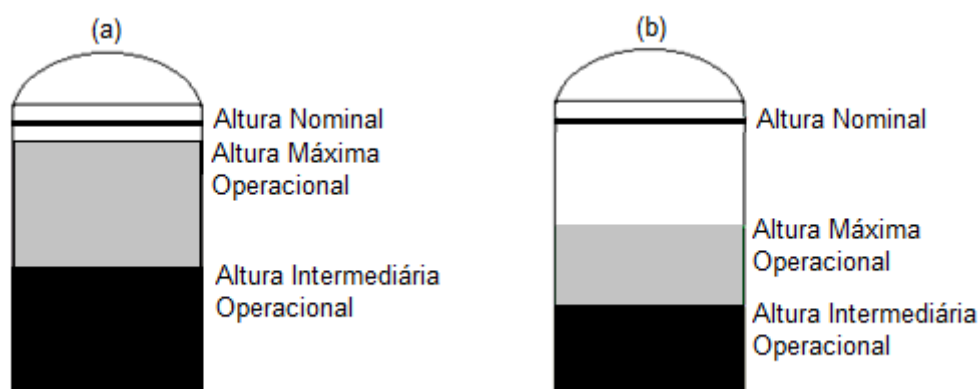 (a)
Altura Nominal
Altura Máxima
Operacional
Altura Intermediária
Operacional
(b)
Altura Nominal
Altura Máxima
Operacional
Altura Intermediária
Operacional